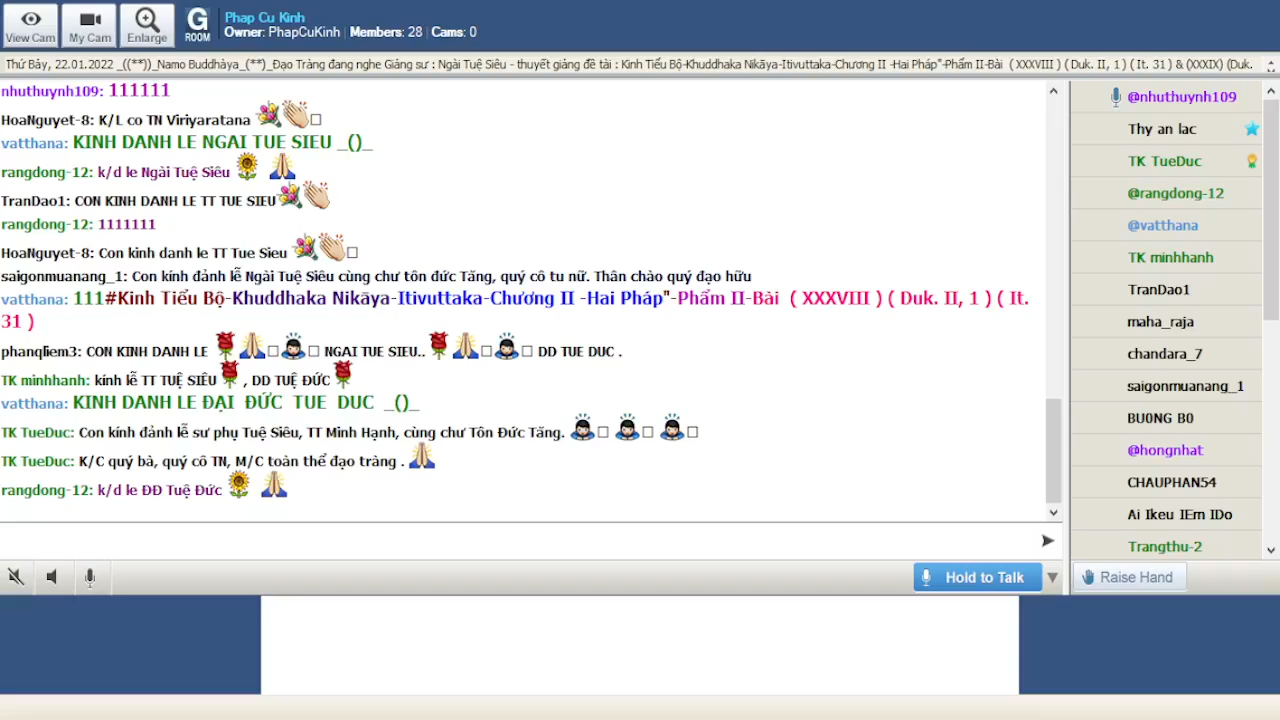 View Cam
My Cam
Enlarge
G
ROOM
Phap Cu Kinh
Owner: PhapCuKinh | Members: 28 | Cams: 0
Thứ Bảy, 22.01.2022 _((**))_Namo Buddhàya_(**)_Đạo Tràng đang nghe Giảng sư : Ngài Tuệ Siêu - thuyết giảng đề tài : Kinh Tiểu Bộ-Khuddhaka Nikāya-Itivuttaka-Chương II -Hai Pháp"-Phẩm II-Bài ( XXXVIII ) ( Duk. II, 1 ) ( It. 31 ) & (XXXIX) (Duk.
nhuthuynh109: 111111
HoaNguyet-8: K/L co TN Viriyaratana 💐👏
vatthana: KINH DANH LE NGAI TUE SIEU _()_
rangdong-12: k/d le Ngài Tuệ Siêu 🌻 🙏
TranDao1: CON KINH DANH LE TT TUE SIEU💐👏
rangdong-12: 1111111
HoaNguyet-8: Con kinh danh le TT Tue Sieu 💐👏
saigonmuanang_1: Con kính đảnh lễ Ngài Tuệ Siêu cùng chư tôn đức Tăng, quý cô tu nữ. Thân chào quý đạo hữu
vatthana: 111#Kinh Tiểu Bộ-Khuddhaka Nikāya-Itivuttaka-Chương II -Hai Pháp"-Phẩm II-Bài ( XXXVIII ) ( Duk. II, 1 ) ( It.
31 )
phanqliem3: CON KINH DANH LE 🌹🙏🙇 NGAI TUE SIEU..🌹🙏🙇 DD TUE DUC .
TK minhhanh: kính lễ TT TUỆ SIÊU🌹, DD TUỆ ĐỨC🌹
vatthana: KINH DANH LE ĐẠI ĐỨC TUE DUC _()_
TK TueDuc: Con kính đảnh lễ sư phụ Tuệ Siêu, TT Minh Hạnh, cùng chư Tôn Đức Tăng. 🙇 🙇 🙇
TK TueDuc: K/C quý bà, quý cô TN, M/C toàn thể đạo tràng . 🙏
rangdong-12: k/d le ĐĐ Tuệ Đức 🌻 🙏
Hold to Talk
@nhuthuynh109
Thy an lac
TK TueDuc
@rangdong-12
@vatthana
TK minhhanh
TranDao1
maha_raja
chandara_7
saigonmuanang_1
BU0NG B0
@hongnhat
CHAUPHAN54
Ai Ikeu IEm IDo
Trangthu-2
Raise Hand